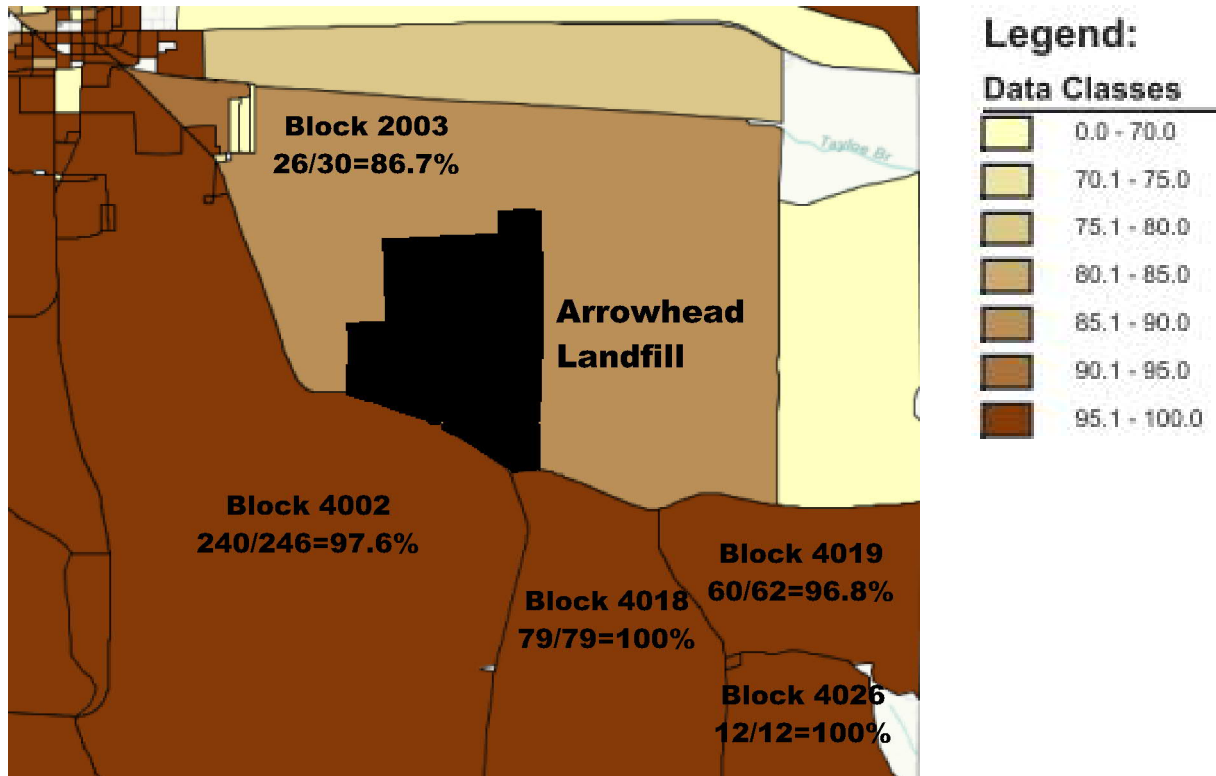 Block 2003
26/30=86.7%
Tayloe Br
Arrowhead
Landfill
Block 4002
240/246=97.6%
Block 4019
60/62=96.8%
Block 4018
79/79=100%
Block 4026
12/12=100%
Legend:
Data Classes
0.0 - 70.0
70.1 - 75.0
75.1 - 80.0
80.1 - 85.0
85.1 - 90.0
90.1 - 95.0
95.1 - 100.0